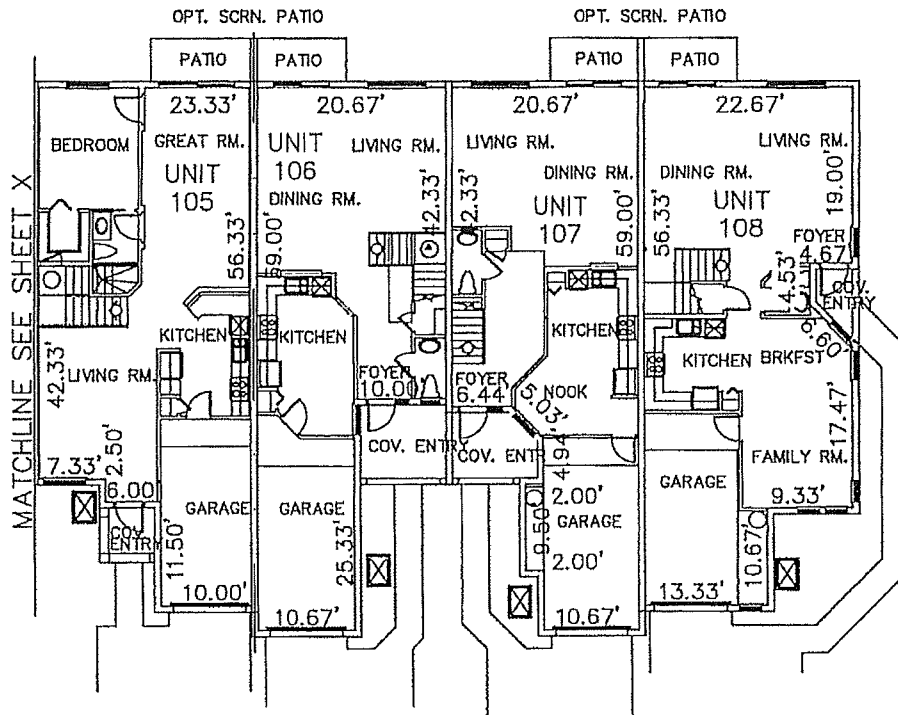 OPT. SCRN. PATIO
OPT. SCRN. PATIO
PATIO
PATIO
PATIO
PATIO
23.33'
20.67'
20.67'
22.67'
BEDROOM
GREAT RM.
UNIT
105
UNIT
106
LIVING RM.
DINING RM.
LIVING RM.
DINING RM.
UNIT
107
LIVING RM.
DINING RM.
UNIT
108
19.00'
56.33'
59.00'
42.33'
42.33'
59.00'
56.33'
FOYER
4.67'
4.53'
COV.
ENTRY
6.60'
MATCHLINE SEE SHEET X
KITCHEN
KITCHEN
KITCHEN
KITCHEN
BRKFST
LIVING RM.
42.33'
FOYER
10.00'
FOYER
6.44'
NOOK
5.03'
17.47'
7.33'
2.50'
6.00'
COV. ENTRY
COV. ENTRY
4.94'
FAMILY RM.
9.33'
GARAGE
GARAGE
GARAGE
GARAGE
COV.
ENTRY
11.50'
25.33'
9.50'
2.00'
2.00'
10.67'
10.00'
10.67'
10.67'
13.33'